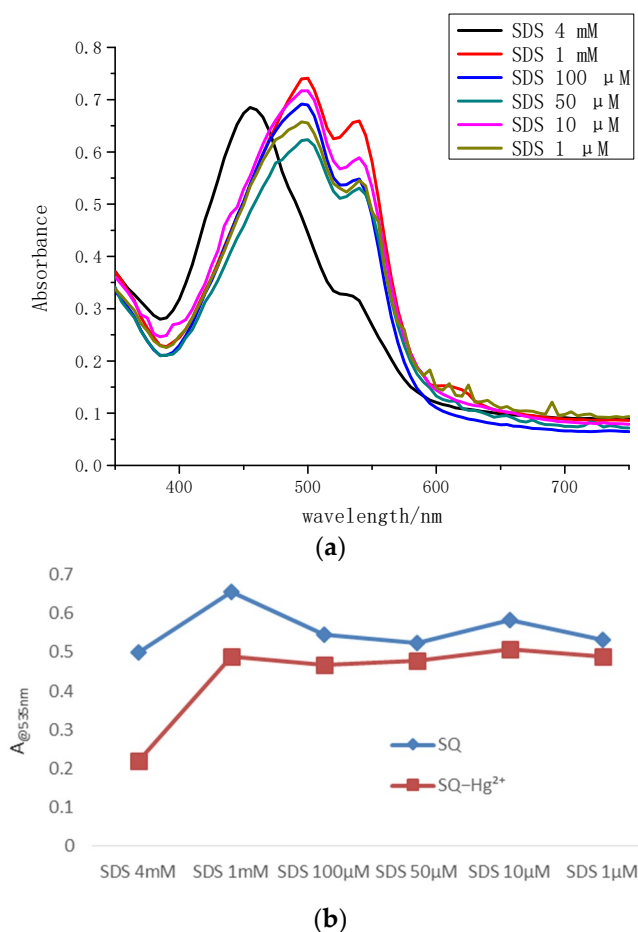 SDS 4 mM
SDS 1 mM
SDS 100 μM
SDS 50 μM
SDS 10 μM
SDS 1 μM
0.8
0.7
0.6
0.5
0.4
0.3
0.2
0.1
0.0
Absorbance
400 500 600 700
wavelength/nm
(a)
0.7
0.6
0.5
0.4
0.3
0.2
0.1
0
A@535nm
SQ
SQ–Hg²⁺
SDS 4mM SDS 1mM SDS 100μM SDS 50μM SDS 10μM SDS 1μM
(b)